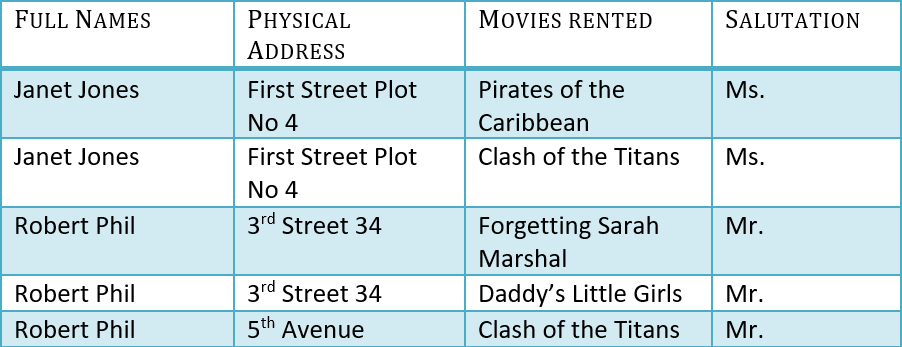 FULL NAMES PHYSICAL ADDRESS MOVIES RENTED SALUTATION
Janet Jones First Street Plot No 4 Pirates of the Caribbean Ms.
Janet Jones First Street Plot No 4 Clash of the Titans Ms.
Robert Phil 3rd Street 34 Forgetting Sarah Marshal Mr.
Robert Phil 3rd Street 34 Daddy’s Little Girls Mr.
Robert Phil 5th Avenue Clash of the Titans Mr.